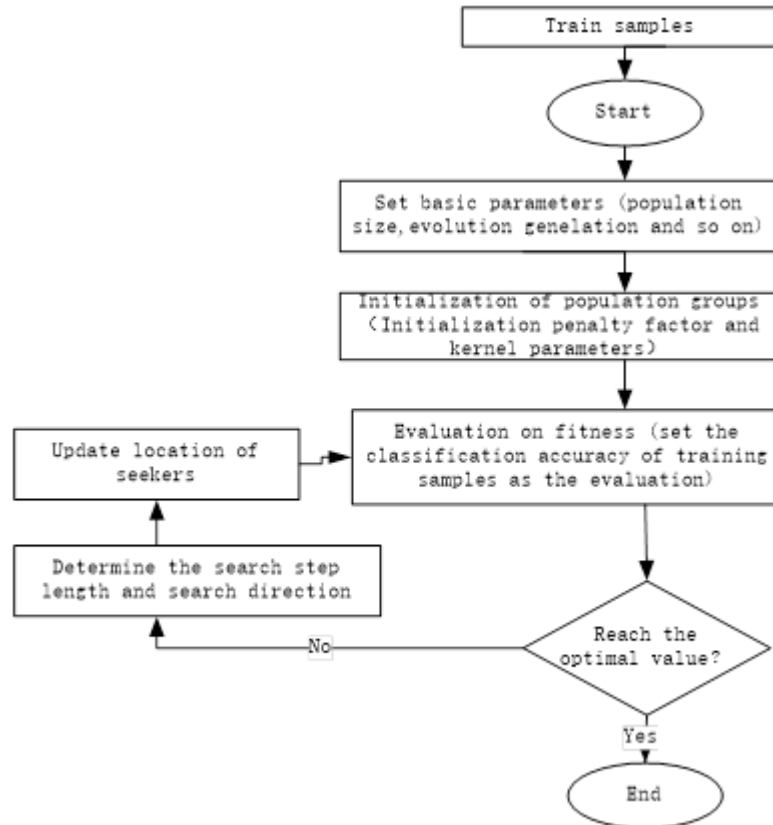 Train samples
Start
Set basic parameters (population
size,evolution genelation and so on)
Initialization of population groups
(Initialization penalty factor and
kernel parameters)
Evaluation on fitness (set the
classification accuracy of training
samples as the evaluation)
Update location of
seekers
Determine the search step
length and search direction
Reach the
optimal value?
No
Yes
End